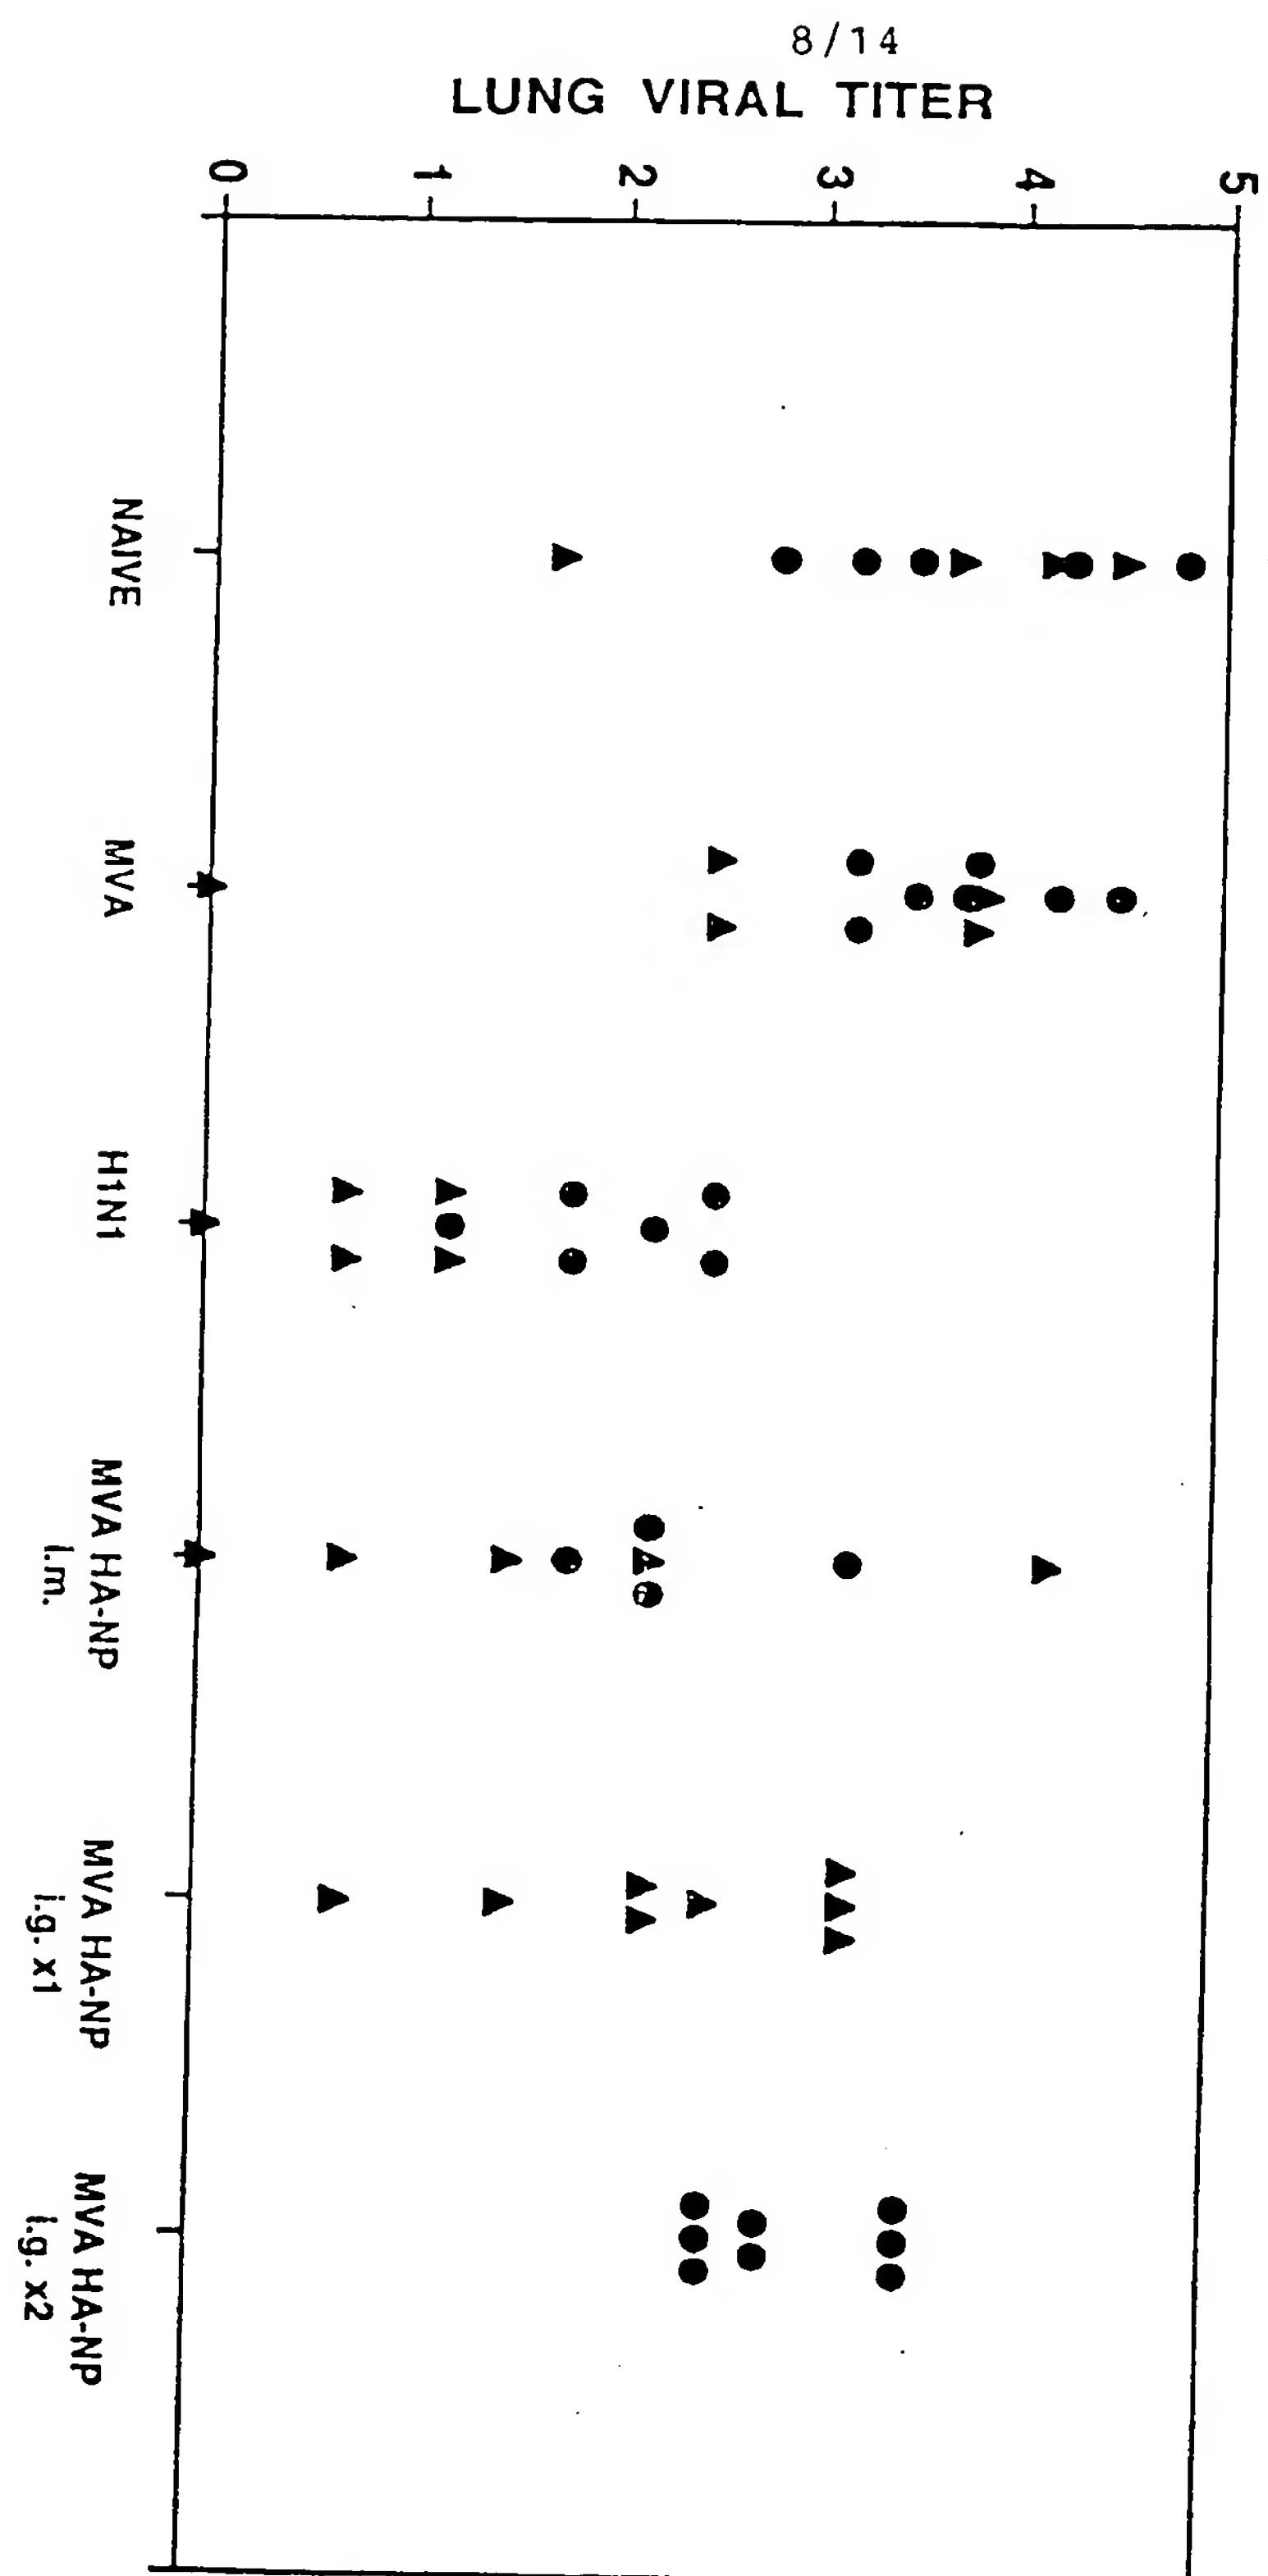 8/14
LUNG VIRAL TITER
0
1
2
3
4
5
NAIVE
MVA
H1N1
MVA HA-NP
i.m.
MVA HA-NP
i.g. x1
MVA HA-NP
i.g. x2